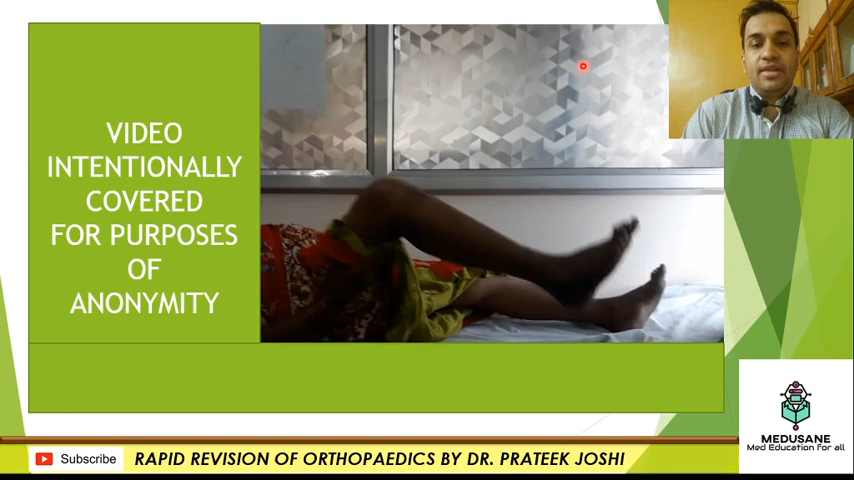 VIDEO
INTENTIONALLY
COVERED
FOR PURPOSES
OF
ANONYMITY
MEDUSANE
Med Education For all
Subscribe
RAPID REVISION OF ORTHOPAEDICS BY DR. PRATEEK JOSHI